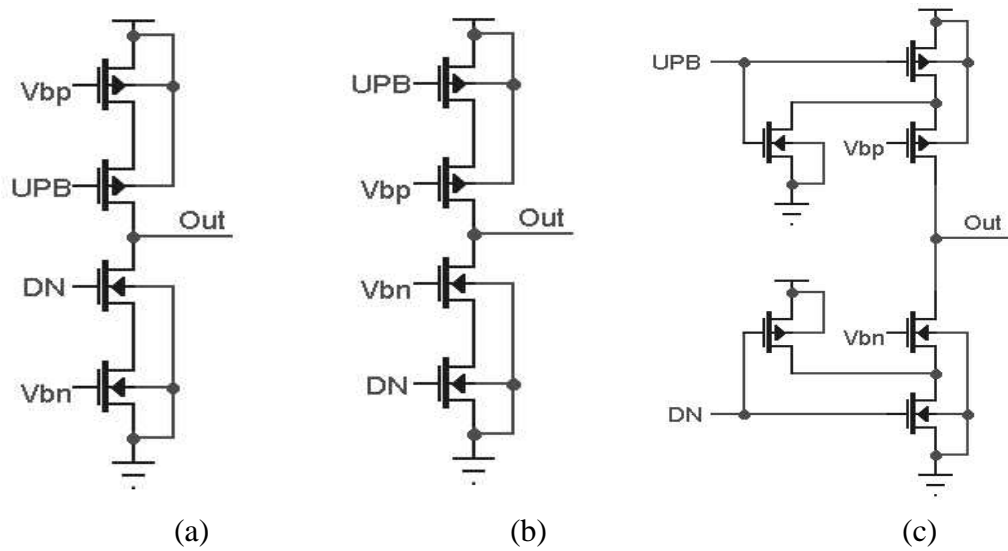 Vbp
UPB
Out
DN
Vbn
(a)
UPB
Vbp
Out
Vbn
DN
(b)
UPB
Vbp
Out
Vbn
DN
(c)